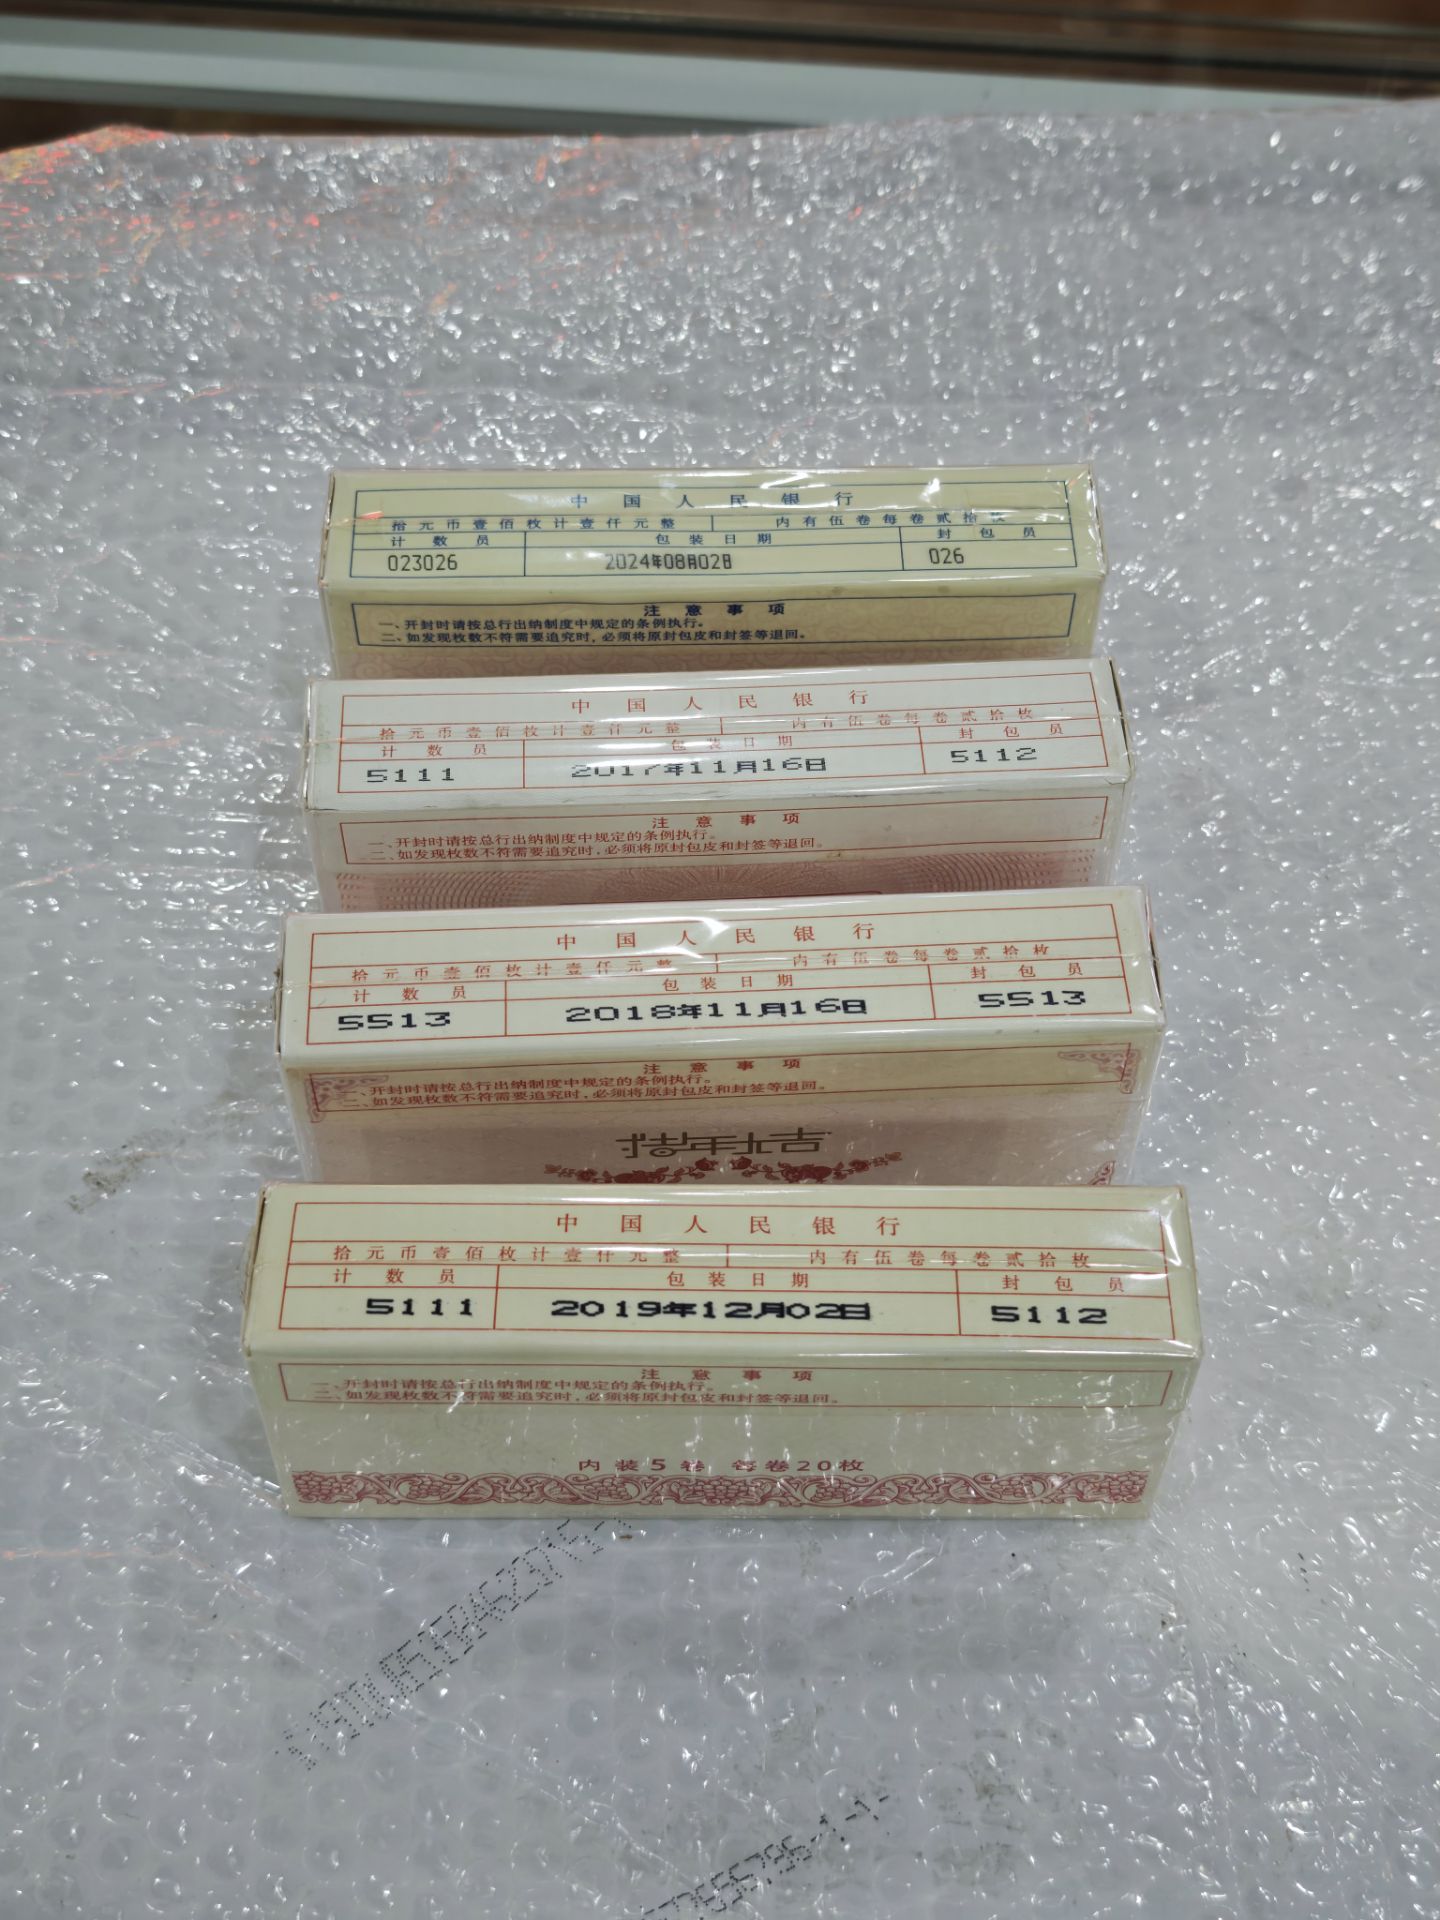 中国人民银行
拾元币壹佰枚计壹仟元整 内有伍卷每卷贰拾枚
计数员 包装日期 封包员
023026 2024年08月02日 026
注意事项
一、开封时请按总行出纳制度中规定的条例执行。
二、如发现枚数不符需要追究时，必须将原封包皮和封签等退回。
中国人民银行
拾元币壹佰枚计壹仟元整 内有伍卷每卷贰拾枚
计数员 包装日期 封包员
5111 2017年11月16日 5112
注意事项
一、开封时请按总行出纳制度中规定的条例执行。
二、如发现枚数不符需要追究时，必须将原封包皮和封签等退回。
中国人民银行
拾元币壹佰枚计壹仟元整 内有伍卷每卷贰拾枚
计数员 包装日期 封包员
5513 2018年11月16日 5513
注意事项
一、开封时请按总行出纳制度中规定的条例执行。
二、如发现枚数不符需要追究时，必须将原封包皮和封签等退回。
中国人民银行
拾元币壹佰枚计壹仟元整 内有伍卷每卷贰拾枚
计数员 包装日期 封包员
5111 2019年12月02日 5112
注意事项
一、开封时请按总行出纳制度中规定的条例执行。
二、如发现枚数不符需要追究时，必须将原封包皮和封签等退回。
内装5卷 每卷20枚